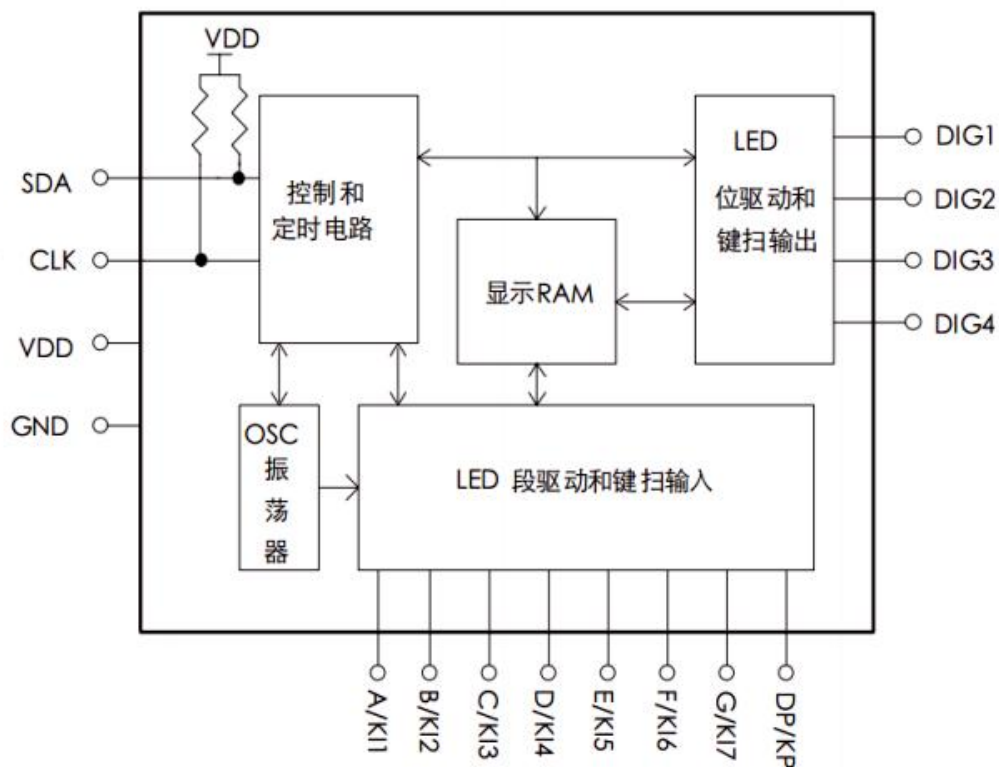 VDD
SDA
CLK
VDD
GND
控制和
定时电路
LED
位驱动和
键扫输出
显示RAM
DIG1
DIG2
DIG3
DIG4
OSC
振
荡
器
LED 段驱动和键扫输入
A/KI1
B/KI2
C/KI3
D/KI4
E/KI5
F/KI6
G/KI7
DP/KP